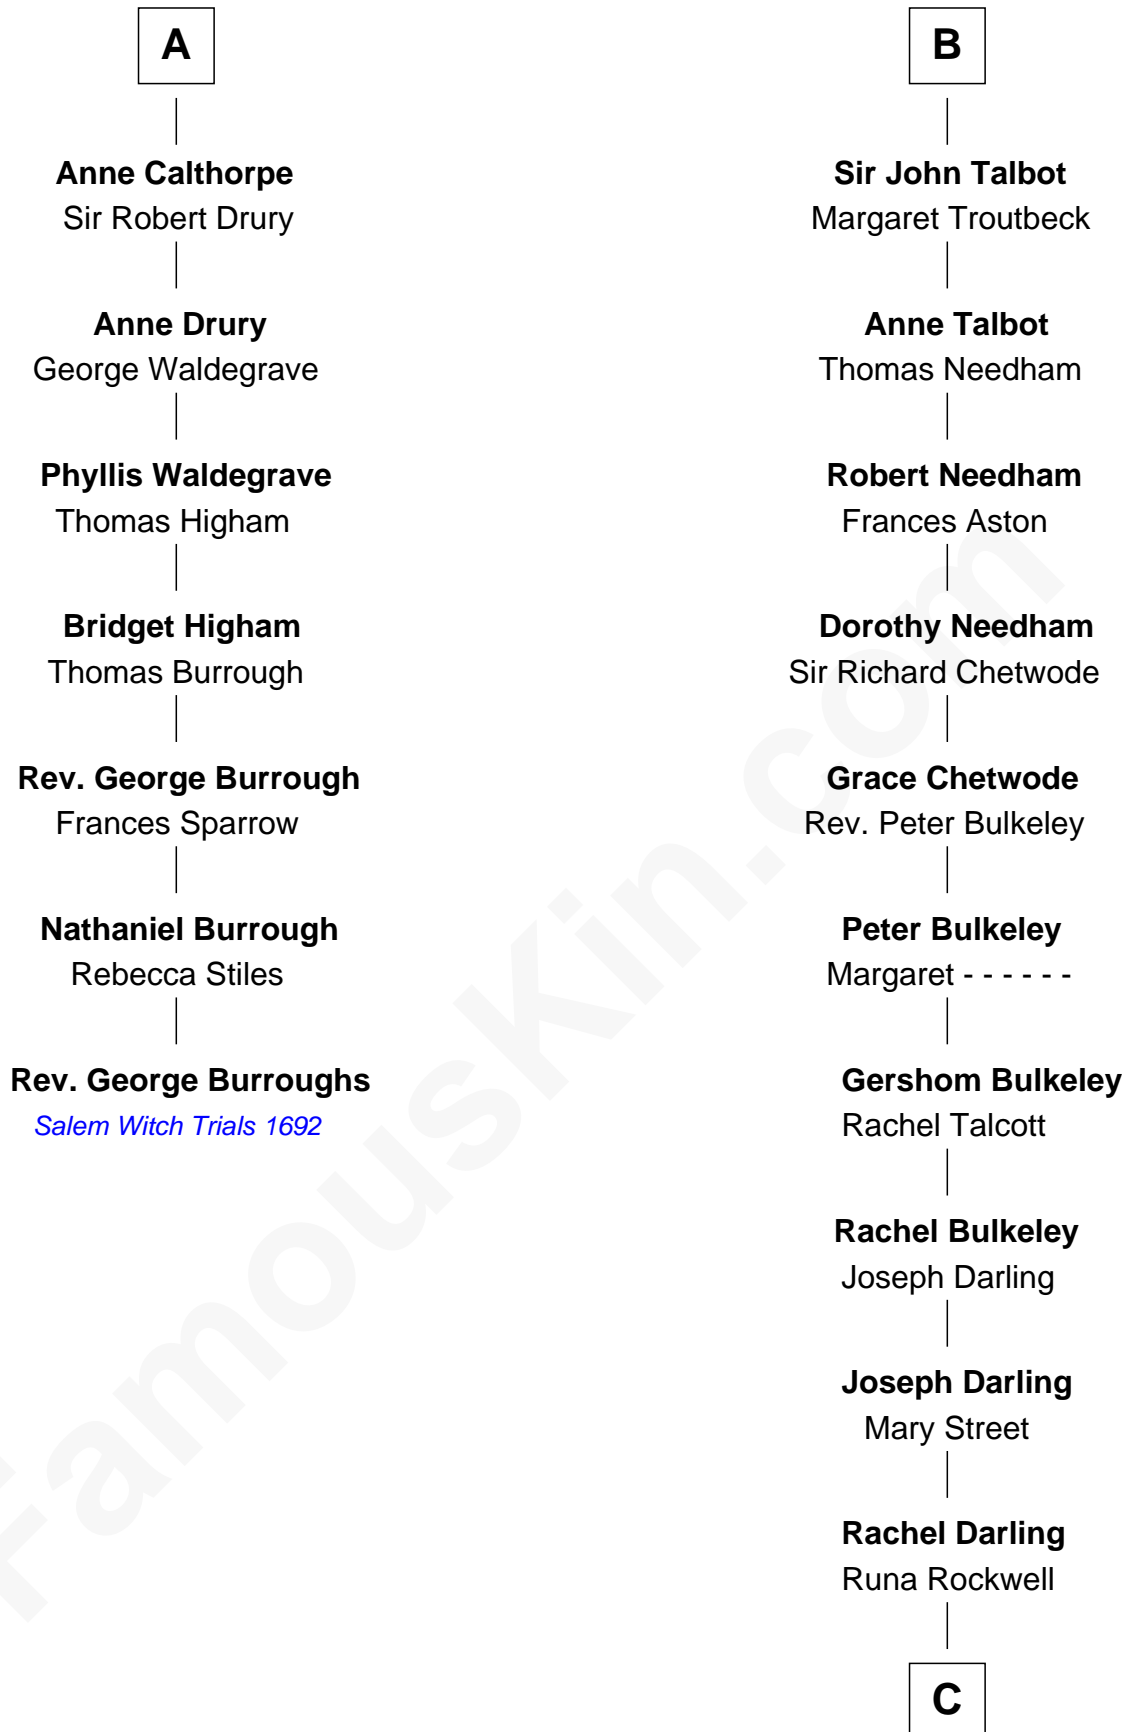 A
Anne Calthorpe
Sir Robert Drury
Anne Drury
George Waldegrave
Phyllis Waldegrave
Thomas Higham
Bridget Higham
Thomas Burrough
Rev. George Burrough
Frances Sparrow
Nathaniel Burrough
Rebecca Stiles
Rev. George Burroughs
Salem Witch Trials 1692
B
Sir John Talbot
Margaret Troutbeck
Anne Talbot
Thomas Needham
Robert Needham
Frances Aston
Dorothy Needham
Sir Richard Chetwode
Grace Chetwode
Rev. Peter Bulkeley
Peter Bulkeley
Margaret - - - - - -
Gershom Bulkeley
Rachel Talcott
Rachel Bulkeley
Joseph Darling
Joseph Darling
Mary Street
Rachel Darling
Runa Rockwell
C
FamousKin.com